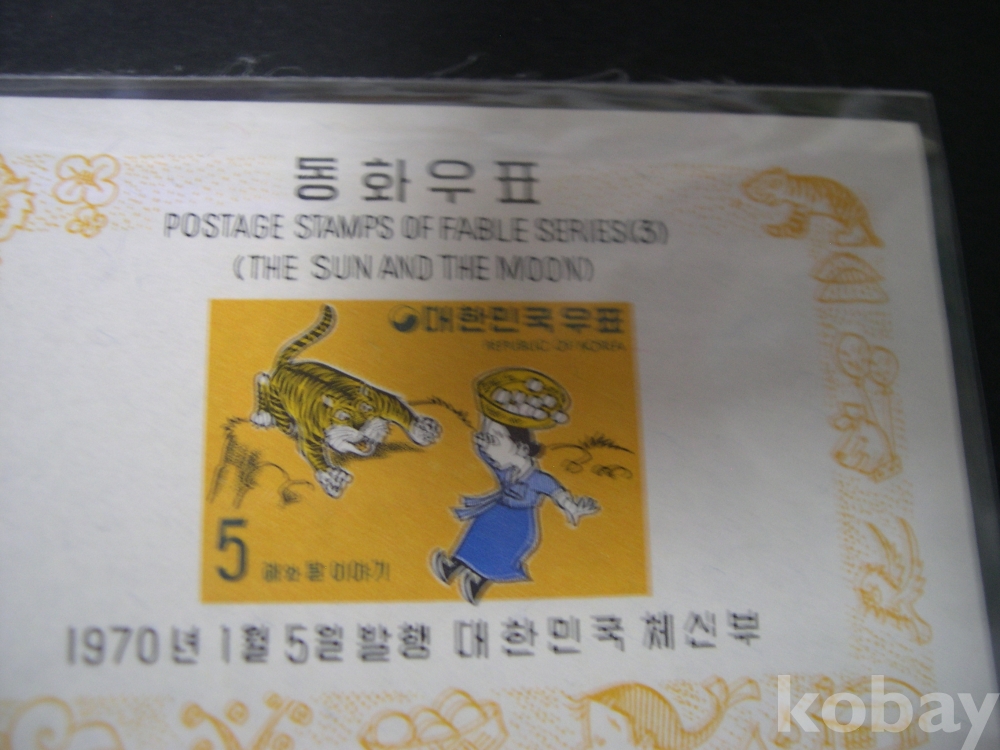 동화우표
POSTAGE STAMPS OF FABLE SERIES(3)
(THE SUN AND THE MOON)
대한민국우표
REPUBLIC OF KOREA
5 해와 달 이야기
1970년 1월 5일 발행 대한민국 체신부
kobay